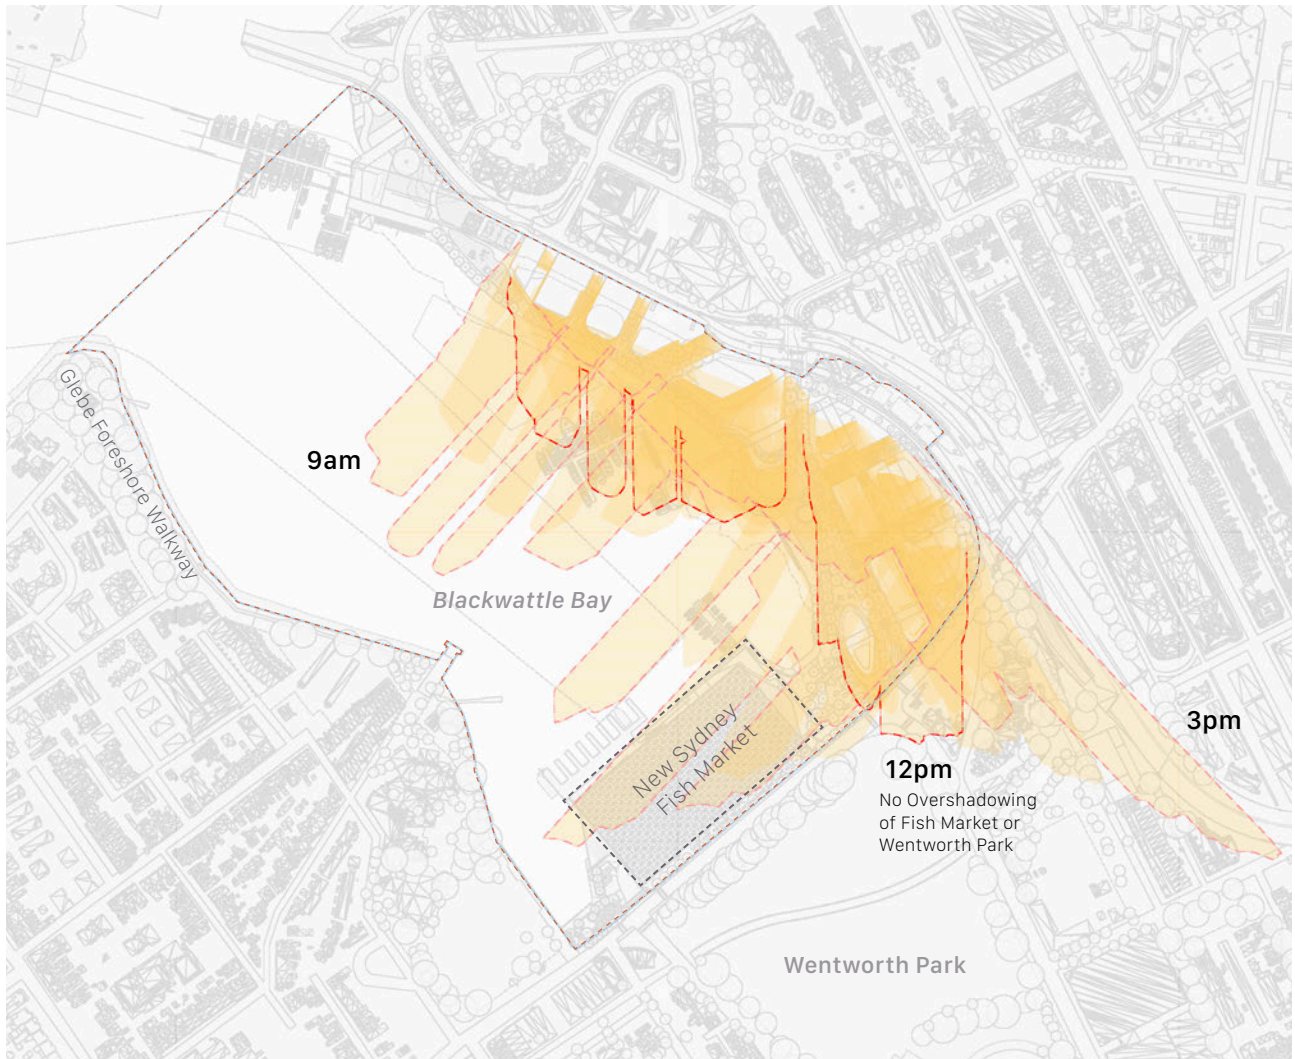 Glebe Foreshore Walkway
9am
Blackwattle Bay
New Sydney
Fish Market
3pm
12pm
No Overshadowing
of Fish Market or
Wentworth Park
Wentworth Park